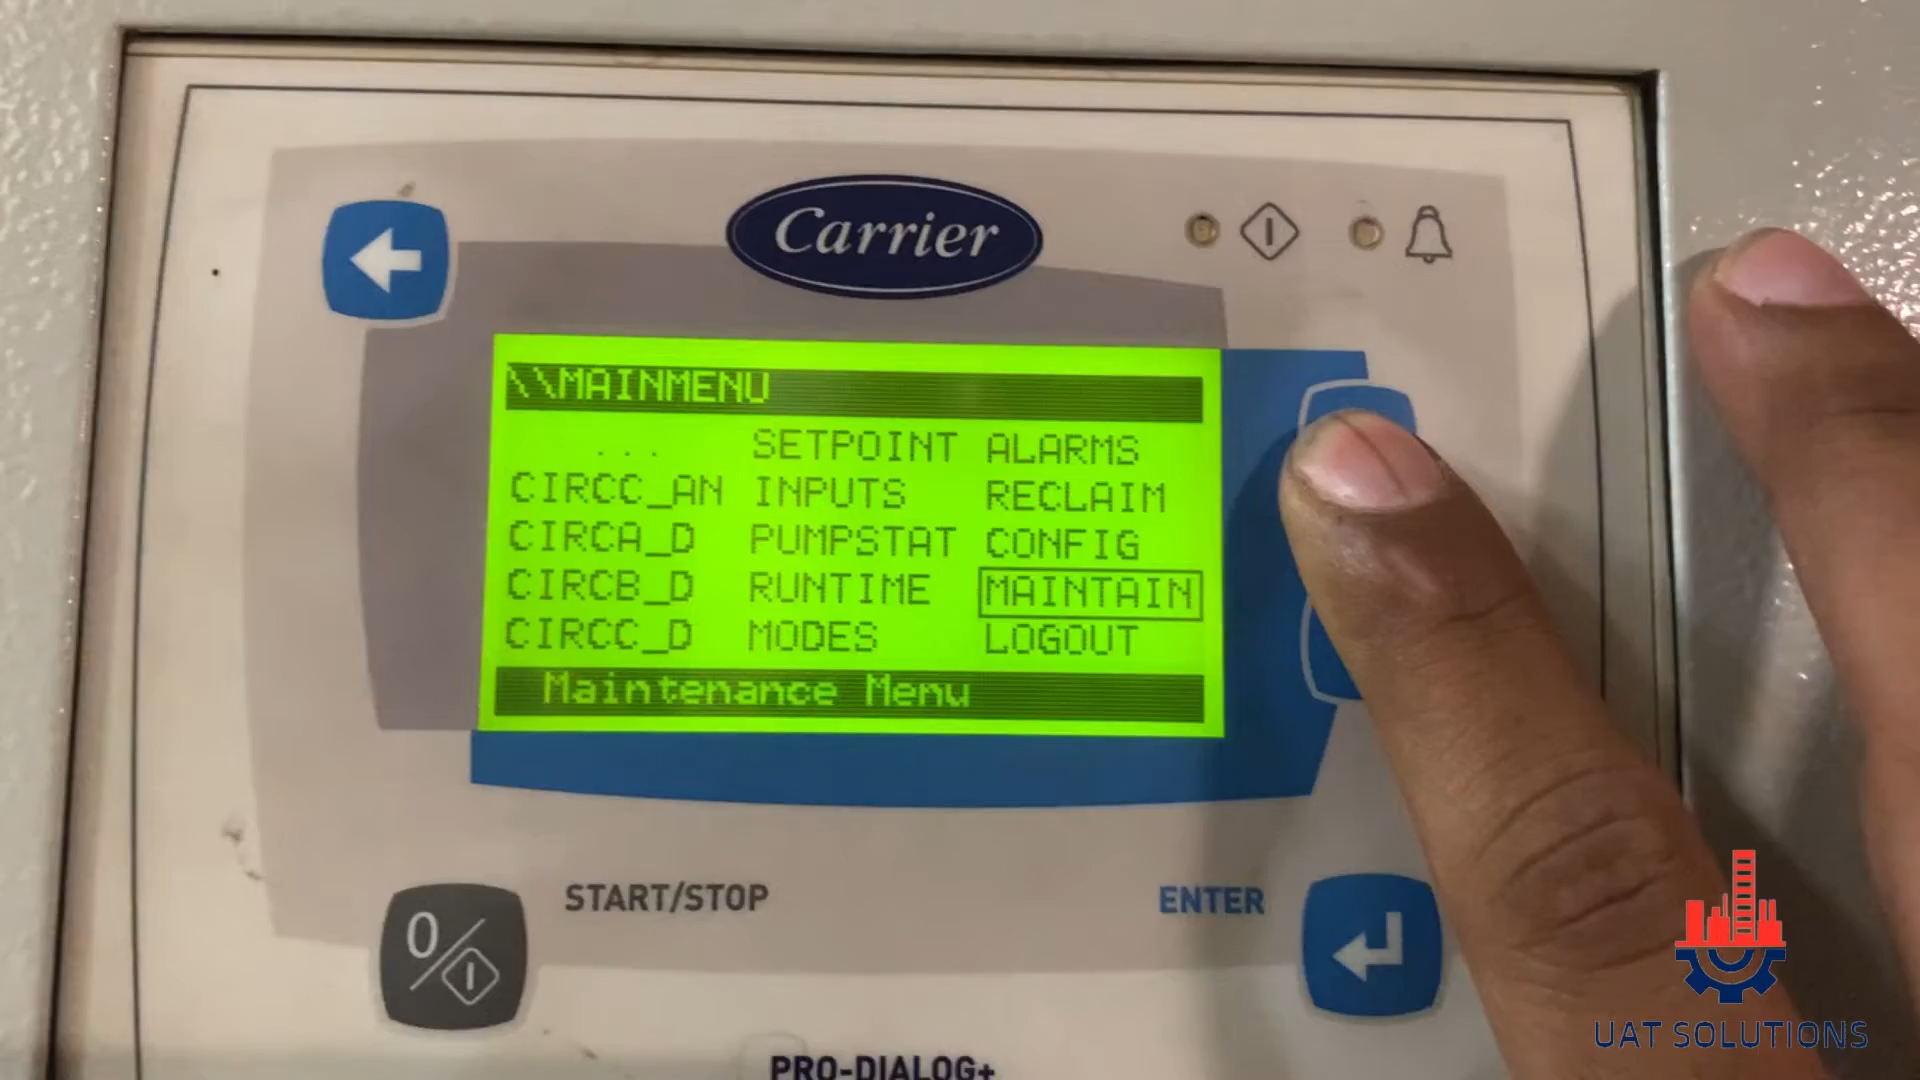 Carrier
\\MAINMENU
... SETPOINT ALARMS
CIRCC_AN INPUTS RECLAIM
CIRCA_D PUMPSTAT CONFIG
CIRCB_D RUNTIME MAINTAIN
CIRCC_D MODES LOGOUT
Maintenance Menu
START/STOP
ENTER
0/I
PRO-DIALOG+
UAT SOLUTIONS